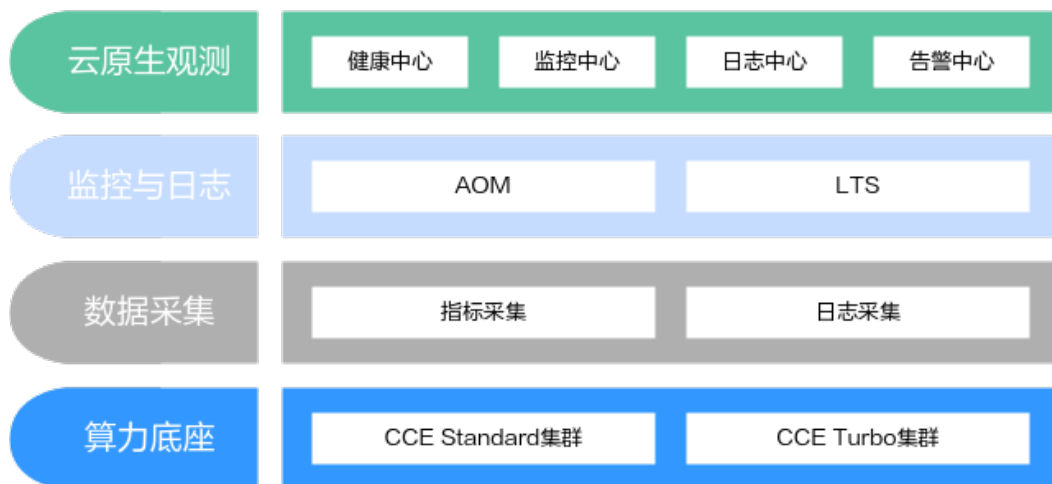 云原生观测
健康中心
监控中心
日志中心
告警中心
监控与日志
AOM
LTS
数据采集
指标采集
日志采集
算力底座
CCE Standard集群
CCE Turbo集群